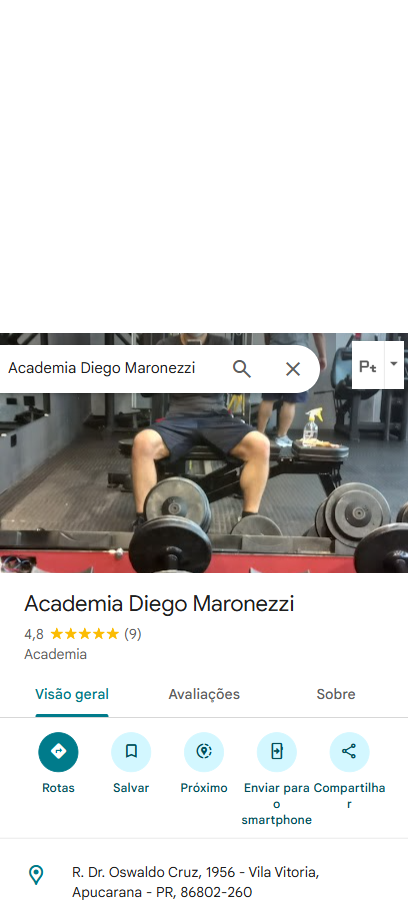 Academia Diego Maronezzi
Academia Diego Maronezzi
4,8 (9)
Academia
Visão geral Avaliações Sobre
Rotas Salvar Próximo Enviar para o smartphone Compartilhar
R. Dr. Oswaldo Cruz, 1956 - Vila Vitoria,
Apucarana - PR, 86802-260